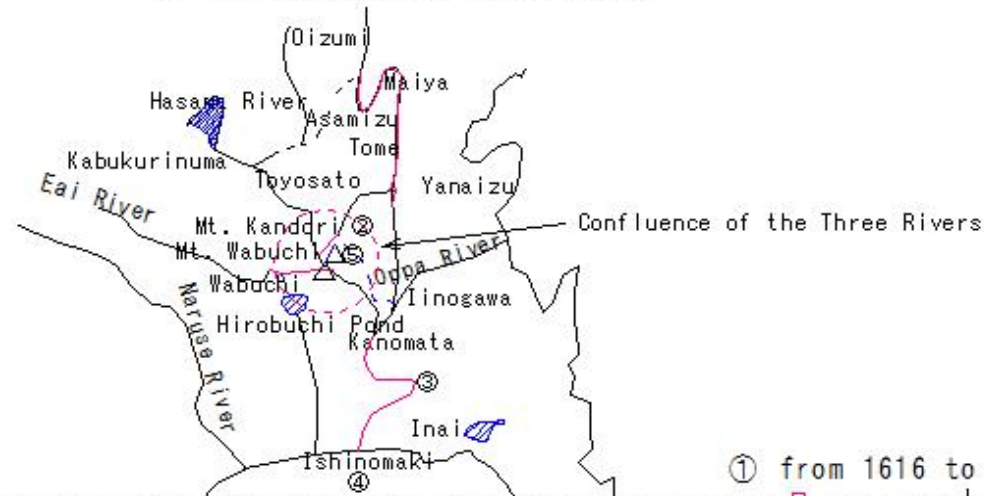 (Oizumi
Maiya
Hasama River
Asamizu
Tome
Kabukurinuma
Toyosato
Yanaizu
Eai River
Mt. Kandori ②
Confluence of the Three Rivers
Mt. Wabuchi ⑤
Oppa River
Wabuchi
Iinogawa
Naruse River
Hirobuchi Pond
Kanomata
③
Inai
Ishinomaki
④
① from 1616 to